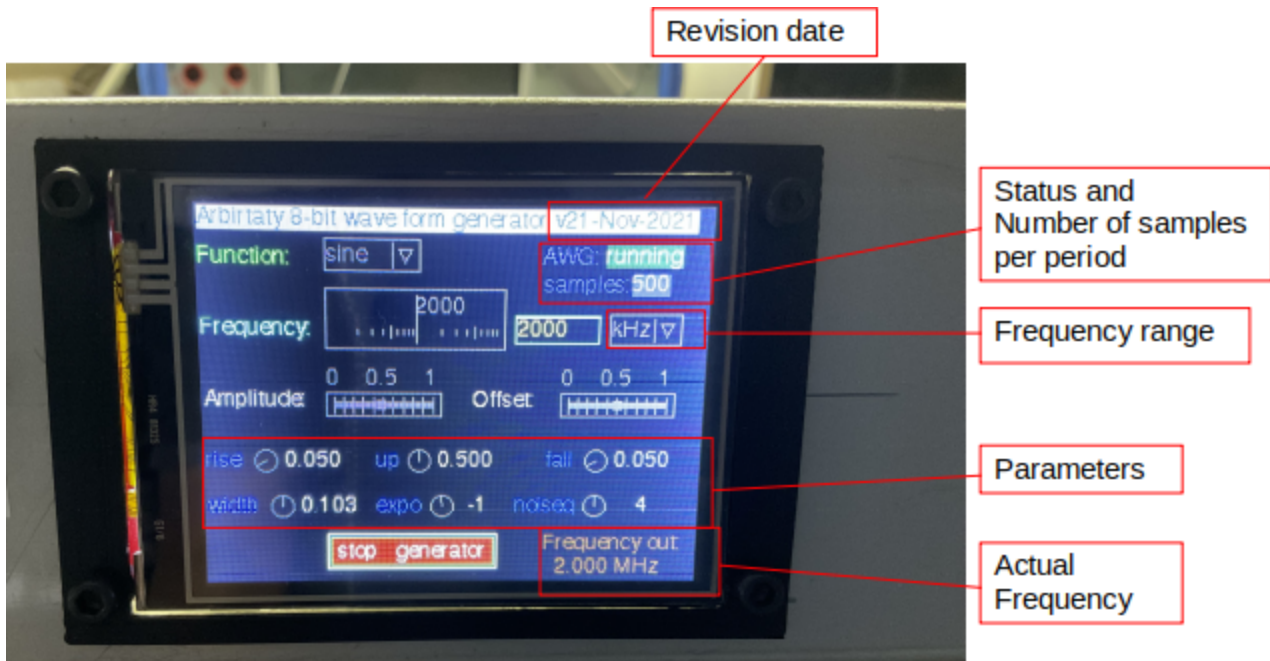 Revision date
Arbirtaty 8-bit wave form generator v21-Nov-2021
Function: sine AWG: running
samples: 500
2000
Frequency: 2000 kHz
0 0.5 1 0 0.5 1
Amplitude: Offset:
rise 0.050 up 0.500 fall 0.050
width 0.103 expo -1 noiseq 4
stop generator
Frequency out:
2.000 MHz
Status and
Number of samples
per period
Frequency range
Parameters
Actual
Frequency